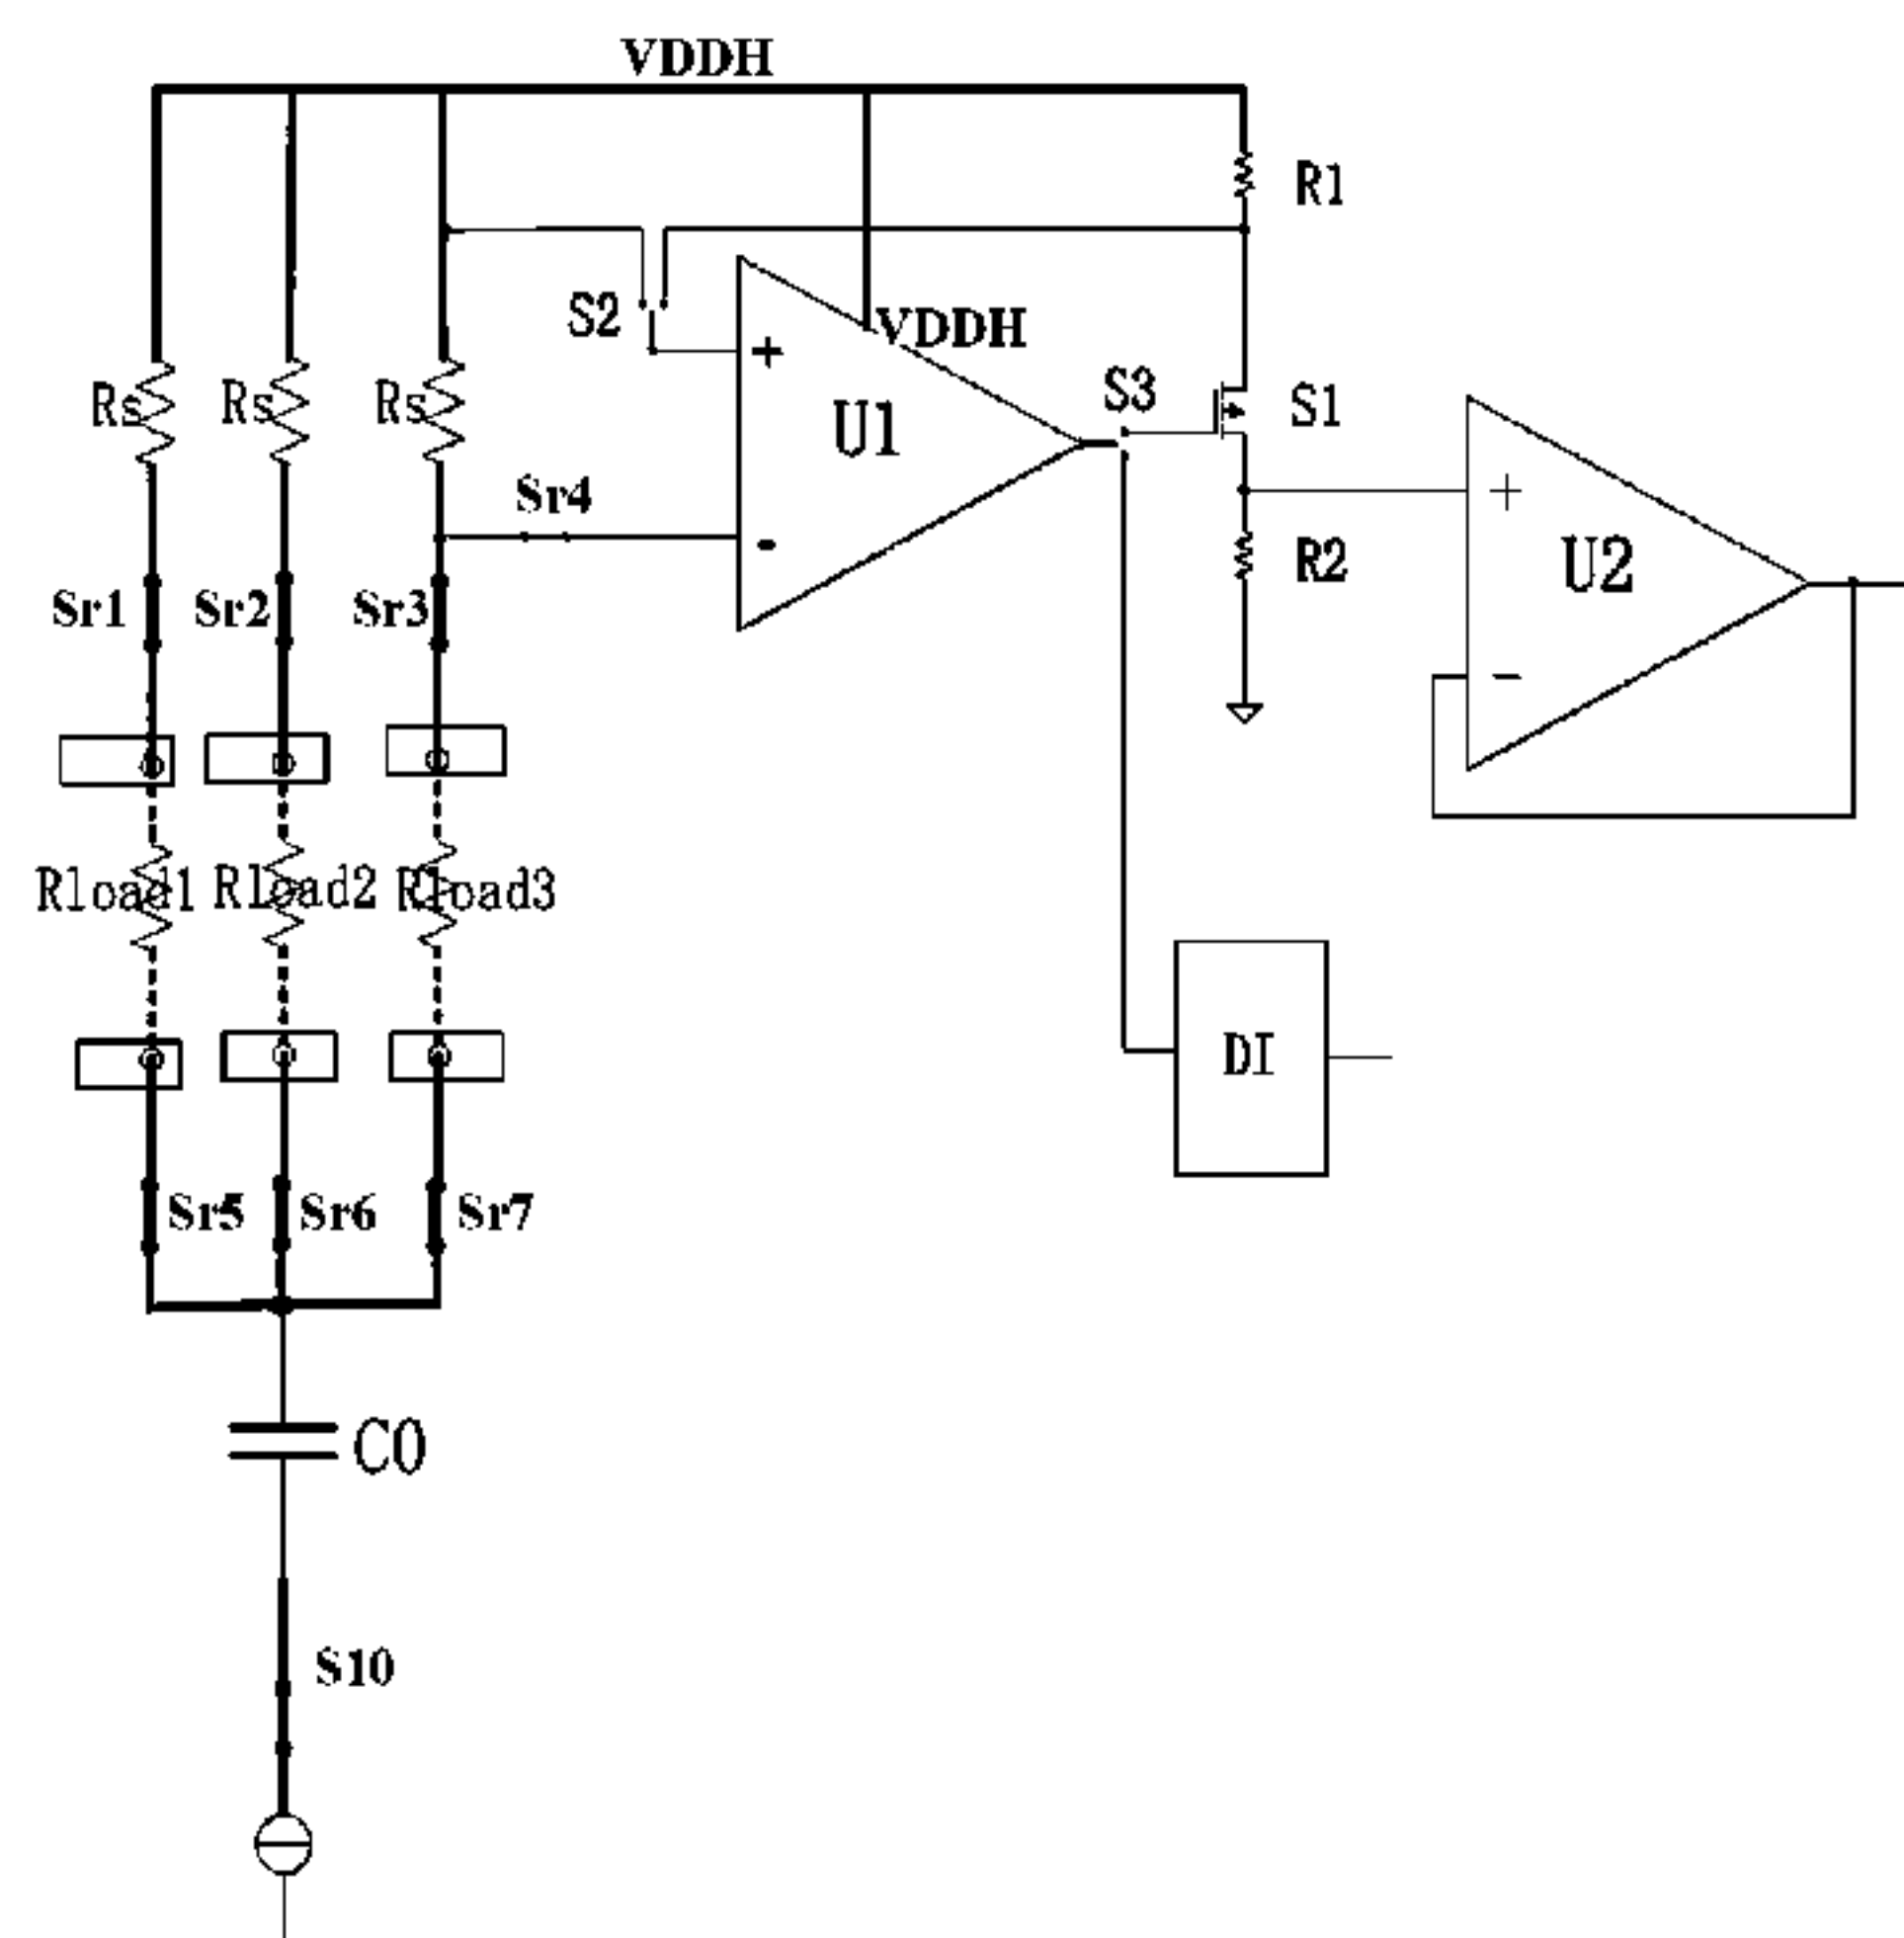 VDDH
R1
S2
+
VDDH
Rs
Rs
Rs
U1
S3
S1
Sr4
+
-
R2
U2
Sr1
Sr2
Sr3
-
Rload1
Rload2
Rload3
DI
Sr5
Sr6
Sr7
C0
S10